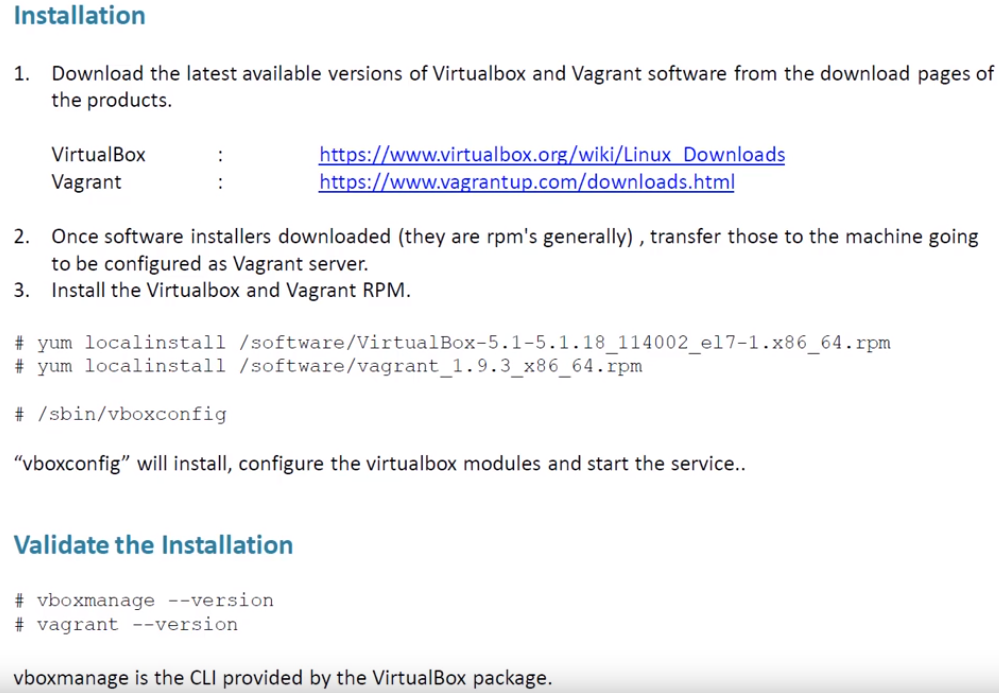 Installation
1. Download the latest available versions of Virtualbox and Vagrant software from the download pages of
the products.
VirtualBox : https://www.virtualbox.org/wiki/Linux_Downloads
Vagrant : https://www.vagrantup.com/downloads.html
2. Once software installers downloaded (they are rpm's generally) , transfer those to the machine going
to be configured as Vagrant server.
3. Install the Virtualbox and Vagrant RPM.
# yum localinstall /software/VirtualBox-5.1-5.1.18_114002_el7-1.x86_64.rpm
# yum localinstall /software/vagrant_1.9.3_x86_64.rpm
# /sbin/vboxconfig
“vboxconfig” will install, configure the virtualbox modules and start the service..
Validate the Installation
# vboxmanage --version
# vagrant --version
vboxmanage is the CLI provided by the VirtualBox package.